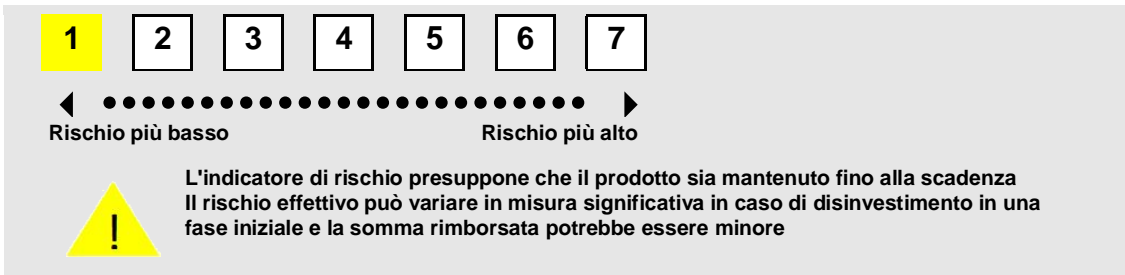 1 2 3 4 5 6 7
Rischio più basso Rischio più alto
L'indicatore di rischio presuppone che il prodotto sia mantenuto fino alla scadenza
Il rischio effettivo può variare in misura significativa in caso di disinvestimento in una
! fase iniziale e la somma rimborsata potrebbe essere minore